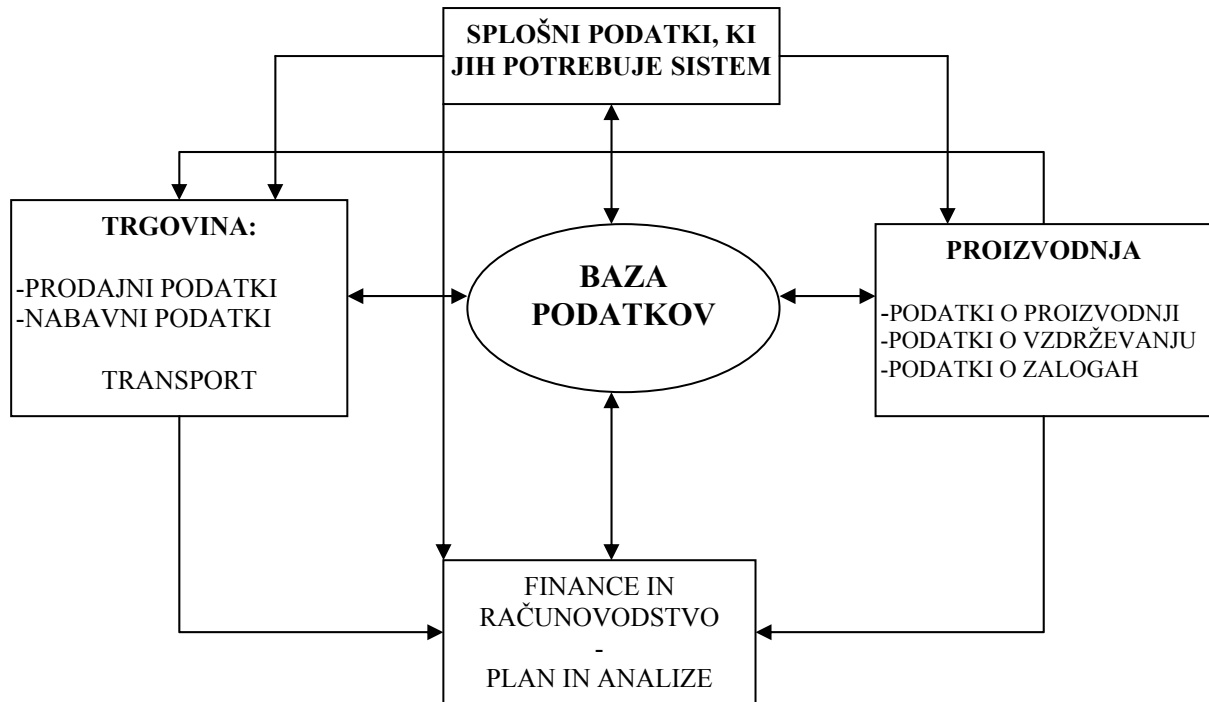 SPLOŠNI PODATKI, KI
JIH POTREBUJE SISTEM
TRGOVINA:
-PRODAJNI PODATKI
-NABAVNI PODATKI
TRANSPORT
BAZA
PODATKOV
PROIZVODNJA
-PODATKI O PROIZVODNJI
-PODATKI O VZDRŽEVANJU
-PODATKI O ZALOGAH
FINANCE IN
RAČUNOVODSTVO
-
PLAN IN ANALIZE